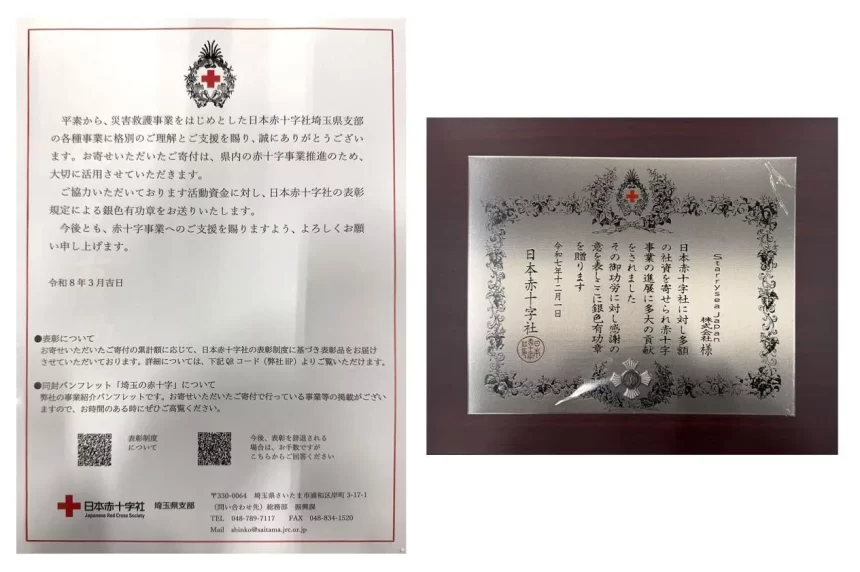 平素から、災害救護事業をはじめとした日本赤十字社埼玉県支部
の各種事業に格別のご理解とご支援を賜り、誠にありがとうござい
ます。お寄せいただいたご寄付は、県内の赤十字事業推進のため、
大切に活用させていただきます。
ご協力いただいております活動資金に対し、日本赤十字社の表彰
規定による銀色有功章をお送りいたします。
今後とも、赤十字事業へのご支援を賜りますよう、よろしくお願
い申し上げます。
令和8年3月吉日
●表彰について
お寄せいただいたご寄付の累計額に応じて、日本赤十字社の表彰制度に基づき表彰品をお届け
させていただいております。詳細については、下記QRコード(弊社HP)よりご覧いただけます。
●同封パンフレット「埼玉の赤十字」について
弊社の事業紹介パンフレットです。お寄せいただいたご寄付で行っている事業等の掲載がござい
ますので、お時間のある時にぜひご覧ください。
表彰制度
について
今後、表彰を辞退される
場合は、お手数ですが
こちらからご回答ください
日本赤十字社 埼玉県支部
Japanese Red Cross Society
〒330-0064 埼玉県さいたま市浦和区岸町3-17-1
(問い合わせ先)総務部 振興課
TEL 048-789-7117 FAX 048-834-1520
Mail shinko@saitama.jrc.or.jp
Starrysea Japan
株式会社 様
日本赤十字社に対し多額
の社資を寄せられ赤十字
事業の進展に多大の貢献
をされました
その御功労に対し感謝の
意を表しここに銀色有功章
を贈ります
令和七年十二月一日
日本赤十字社